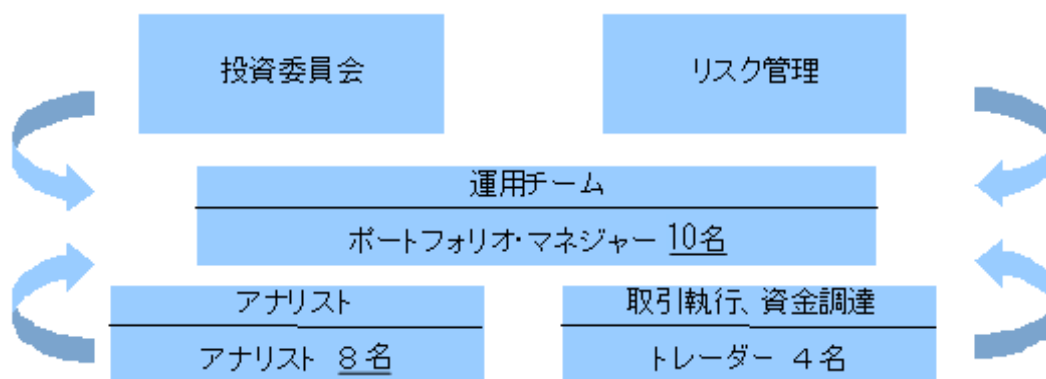 投資委員会
リスク管理
運用チーム
ポートフォリオ・マネジャー 10名
アナリスト
アナリスト ８名
取引執行、資金調達
トレーダー ４名